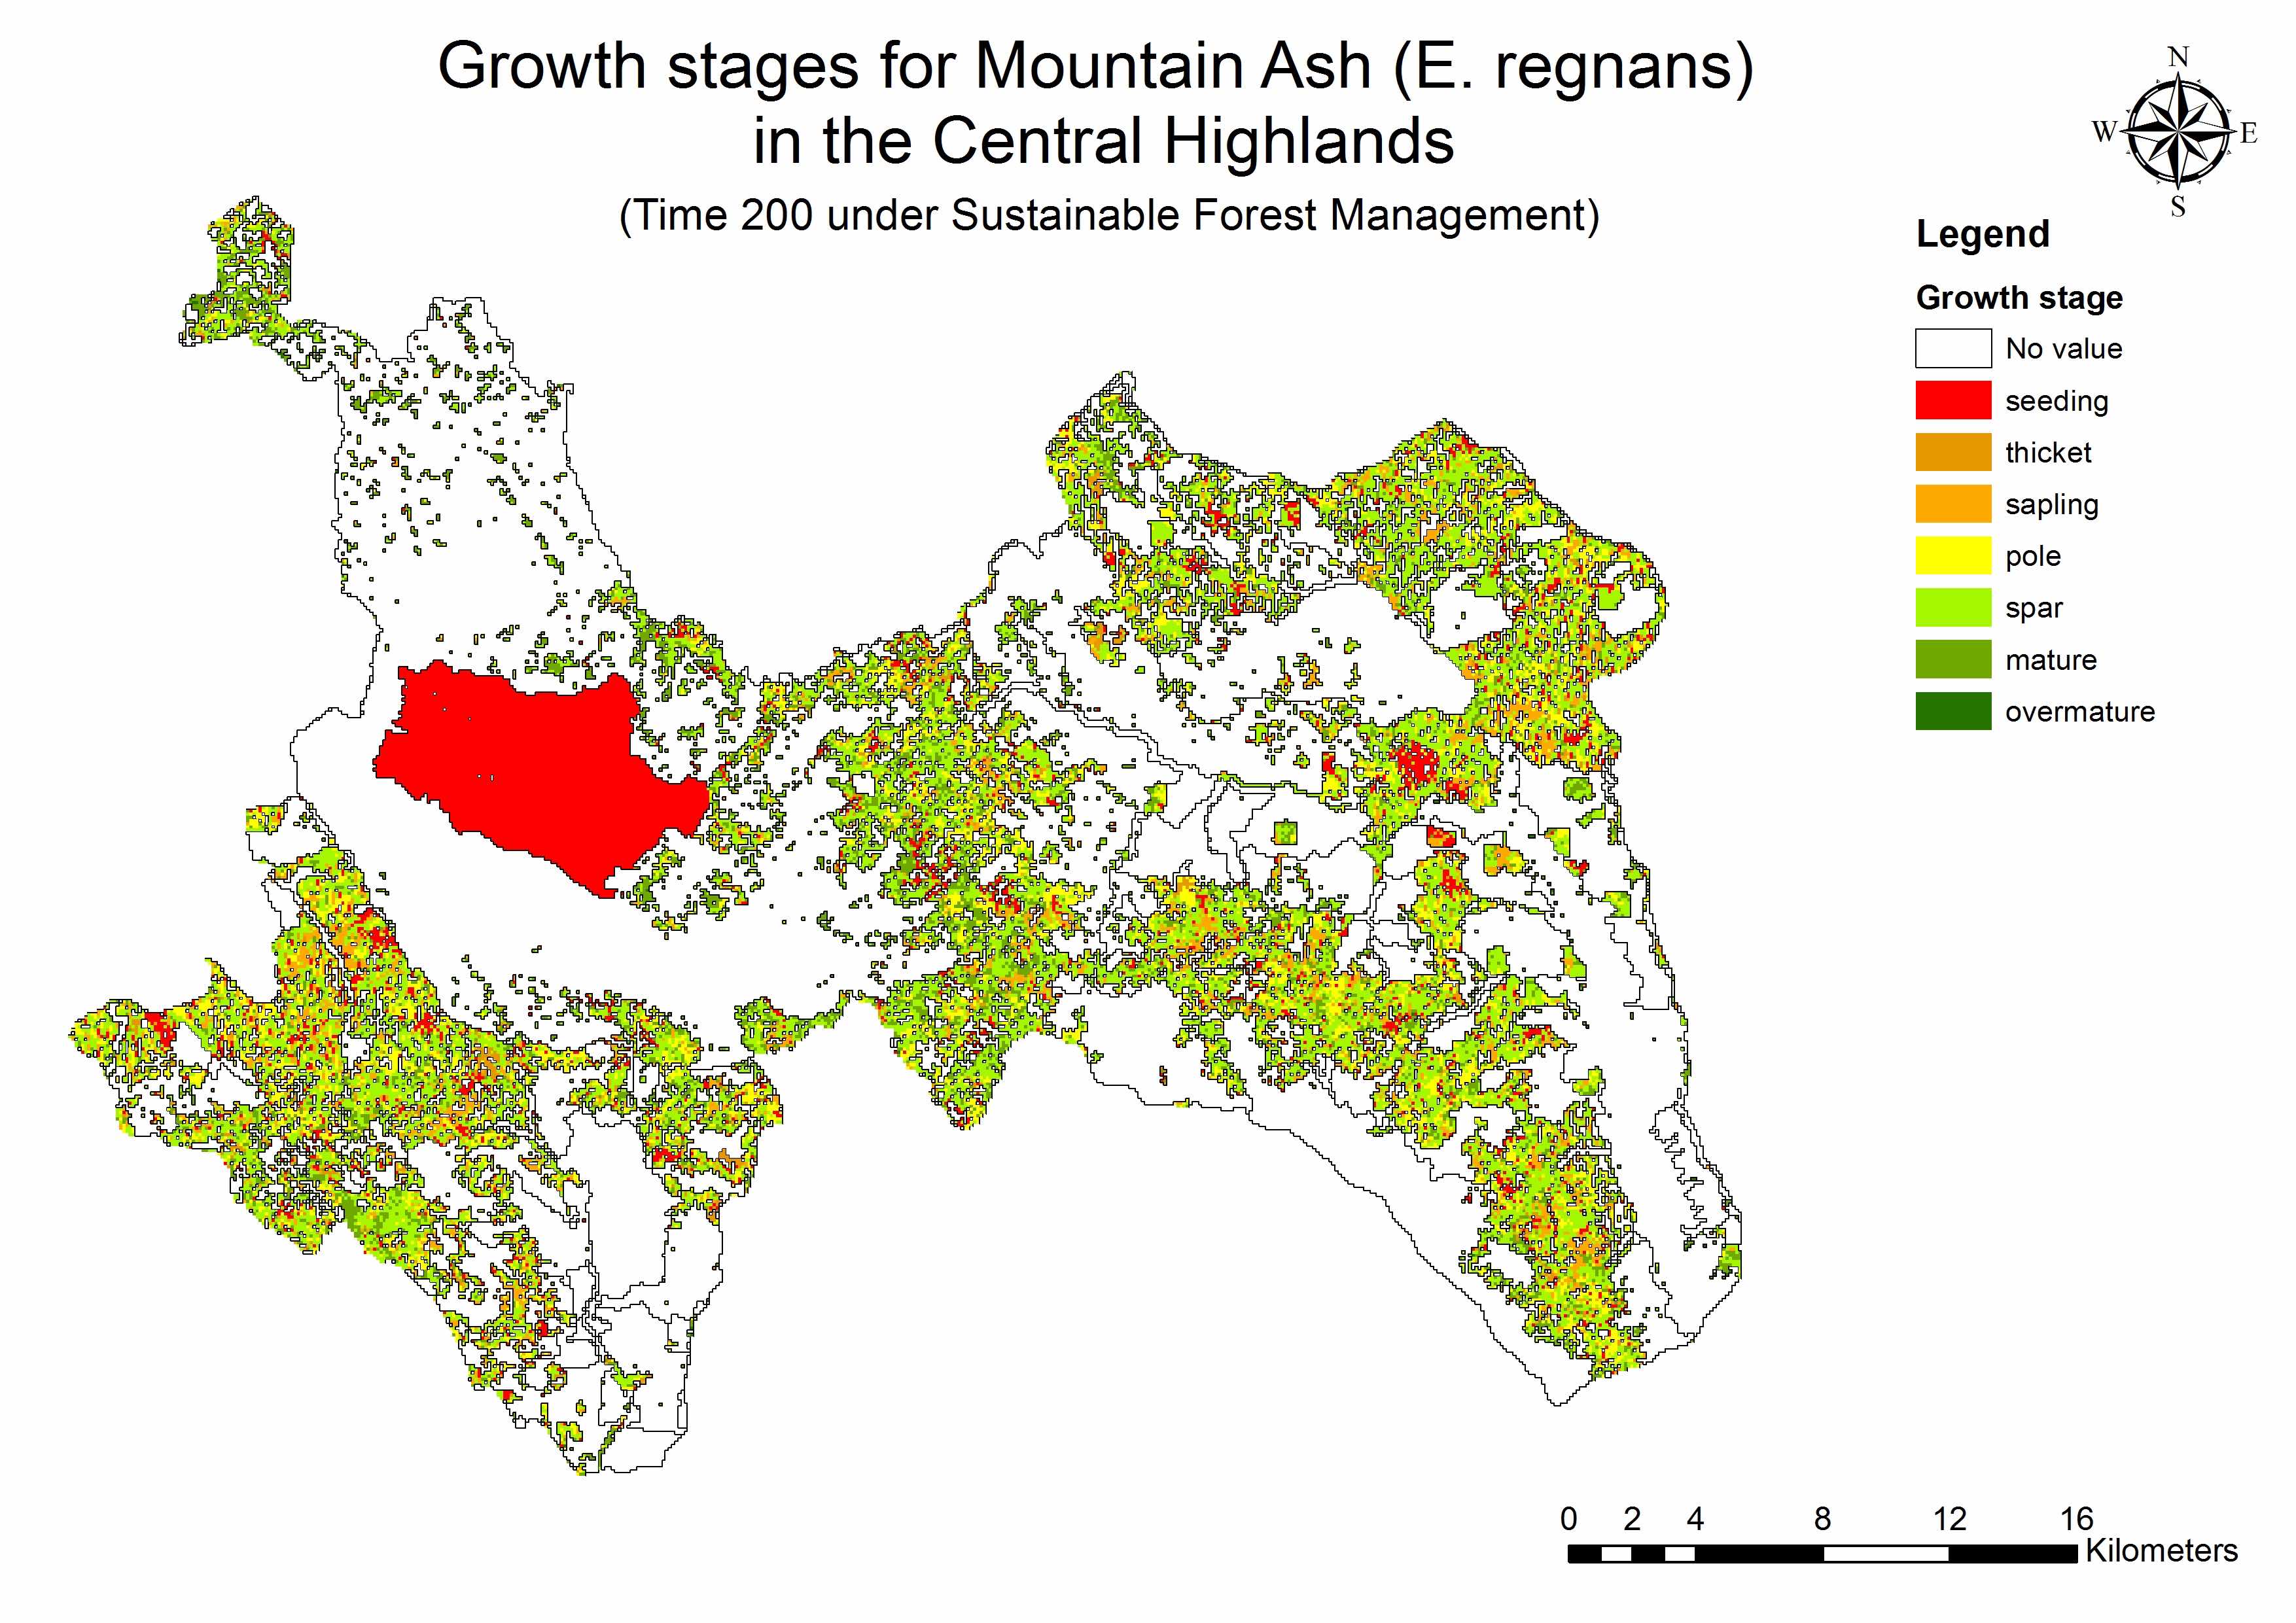 Growth stages for Mountain Ash (E. regnans)
in the Central Highlands
(Time 200 under Sustainable Forest Management)
N
W E
S
Legend
Growth stage
No value
seeding
thicket
sapling
pole
spar
mature
overmature
0 2 4 8 12 16
Kilometers